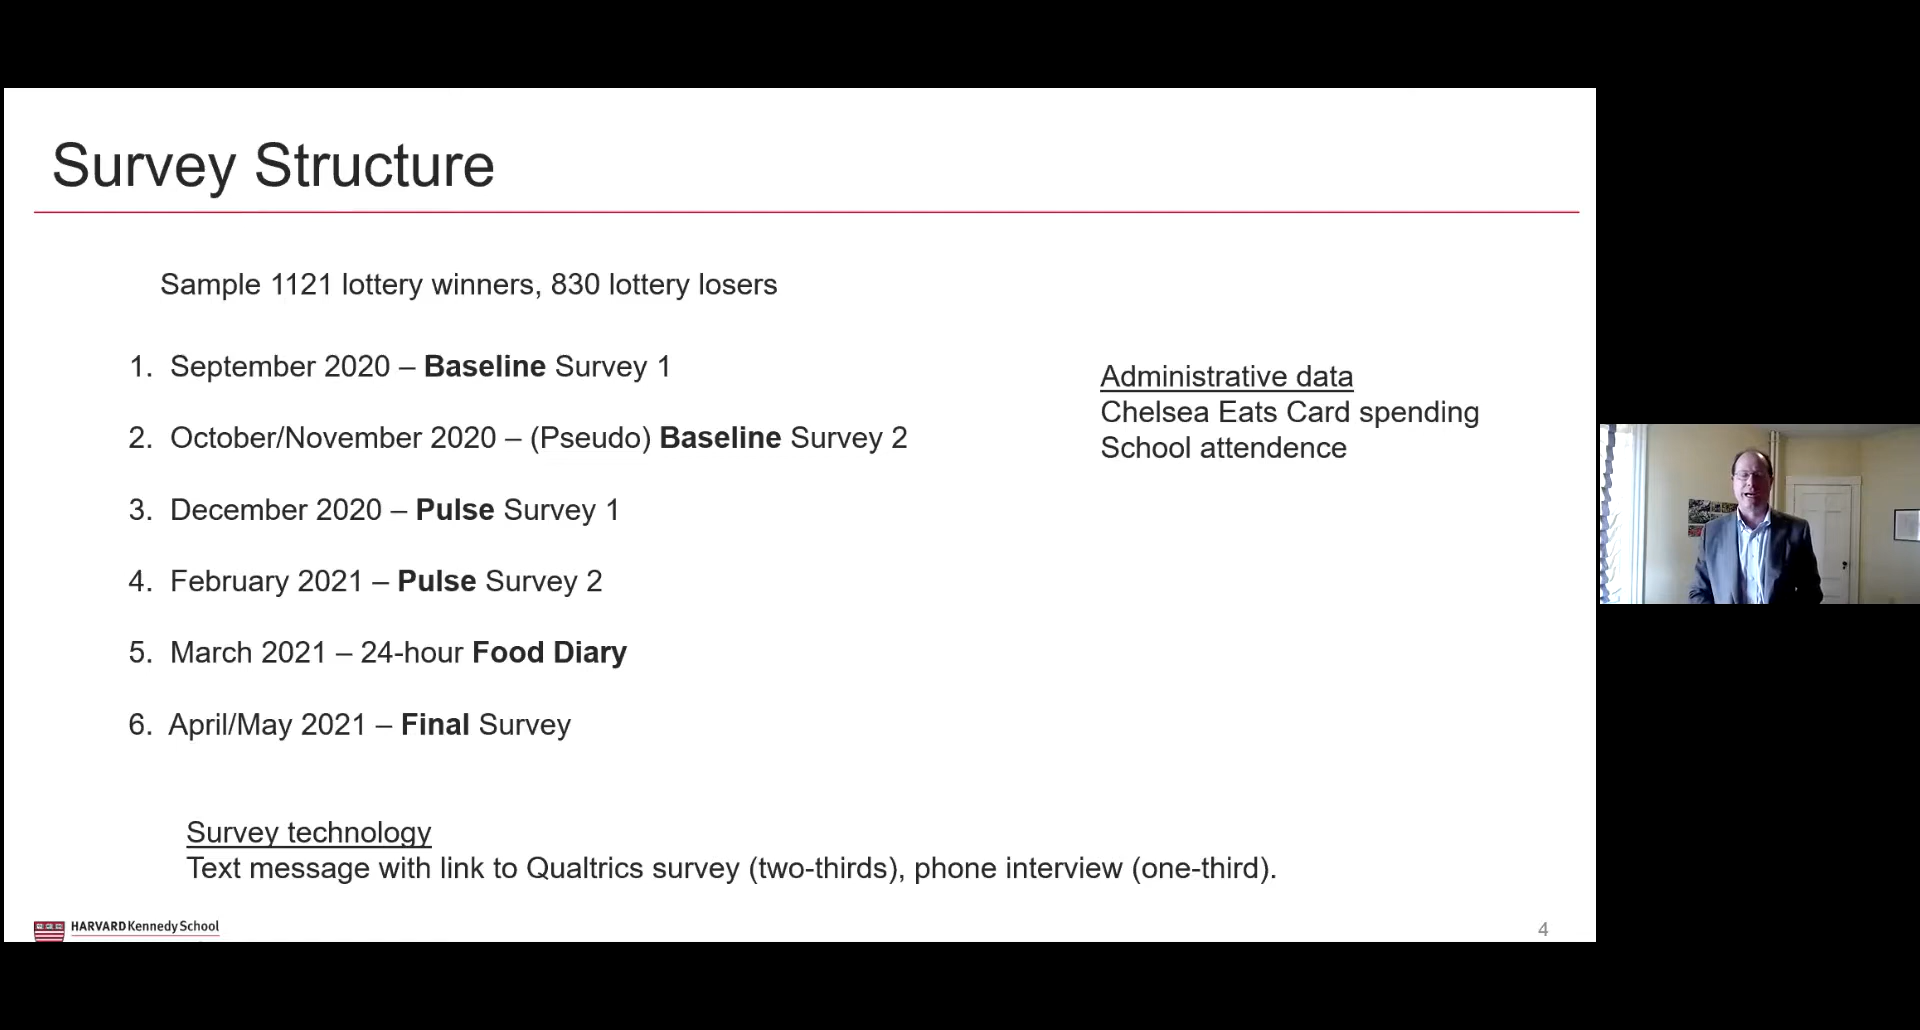 Survey Structure
Sample 1121 lottery winners, 830 lottery losers
1. September 2020 – Baseline Survey 1
2. October/November 2020 – (Pseudo) Baseline Survey 2
3. December 2020 – Pulse Survey 1
4. February 2021 – Pulse Survey 2
5. March 2021 – 24-hour Food Diary
6. April/May 2021 – Final Survey
Administrative data
Chelsea Eats Card spending
School attendence
Survey technology
Text message with link to Qualtrics survey (two-thirds), phone interview (one-third).
HARVARD Kennedy School
4